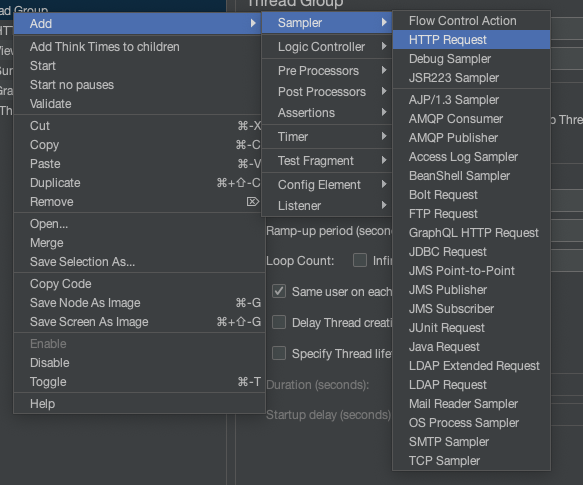 Thread Group
Group
Add
Add Think Times to children
Start
Start no pauses
Validate
Cut ⌘-X
Copy ⌘-C
Paste ⌘-V
Duplicate ⌘+⇧-C
Remove ⌦
Open...
Merge
Save Selection As...
Copy Code
Save Node As Image ⌘-G
Save Screen As Image ⌘+⇧-G
Enable
Disable
Toggle ⌘-T
Help
Sampler
Logic Controller
Pre Processors
Post Processors
Assertions
Timer
Test Fragment
Config Element
Listener
Flow Control Action
HTTP Request
Debug Sampler
JSR223 Sampler
AJP/1.3 Sampler
AMQP Consumer
AMQP Publisher
Access Log Sampler
BeanShell Sampler
Bolt Request
FTP Request
GraphQL HTTP Request
JDBC Request
JMS Point-to-Point
JMS Publisher
JMS Subscriber
JUnit Request
Java Request
LDAP Extended Request
LDAP Request
Mail Reader Sampler
OS Process Sampler
SMTP Sampler
TCP Sampler
Ramp-up period (secon
Loop Count: Infi
Same user on each
Delay Thread creati
Specify Thread lifet
Duration (seconds):
Startup delay (seconds)